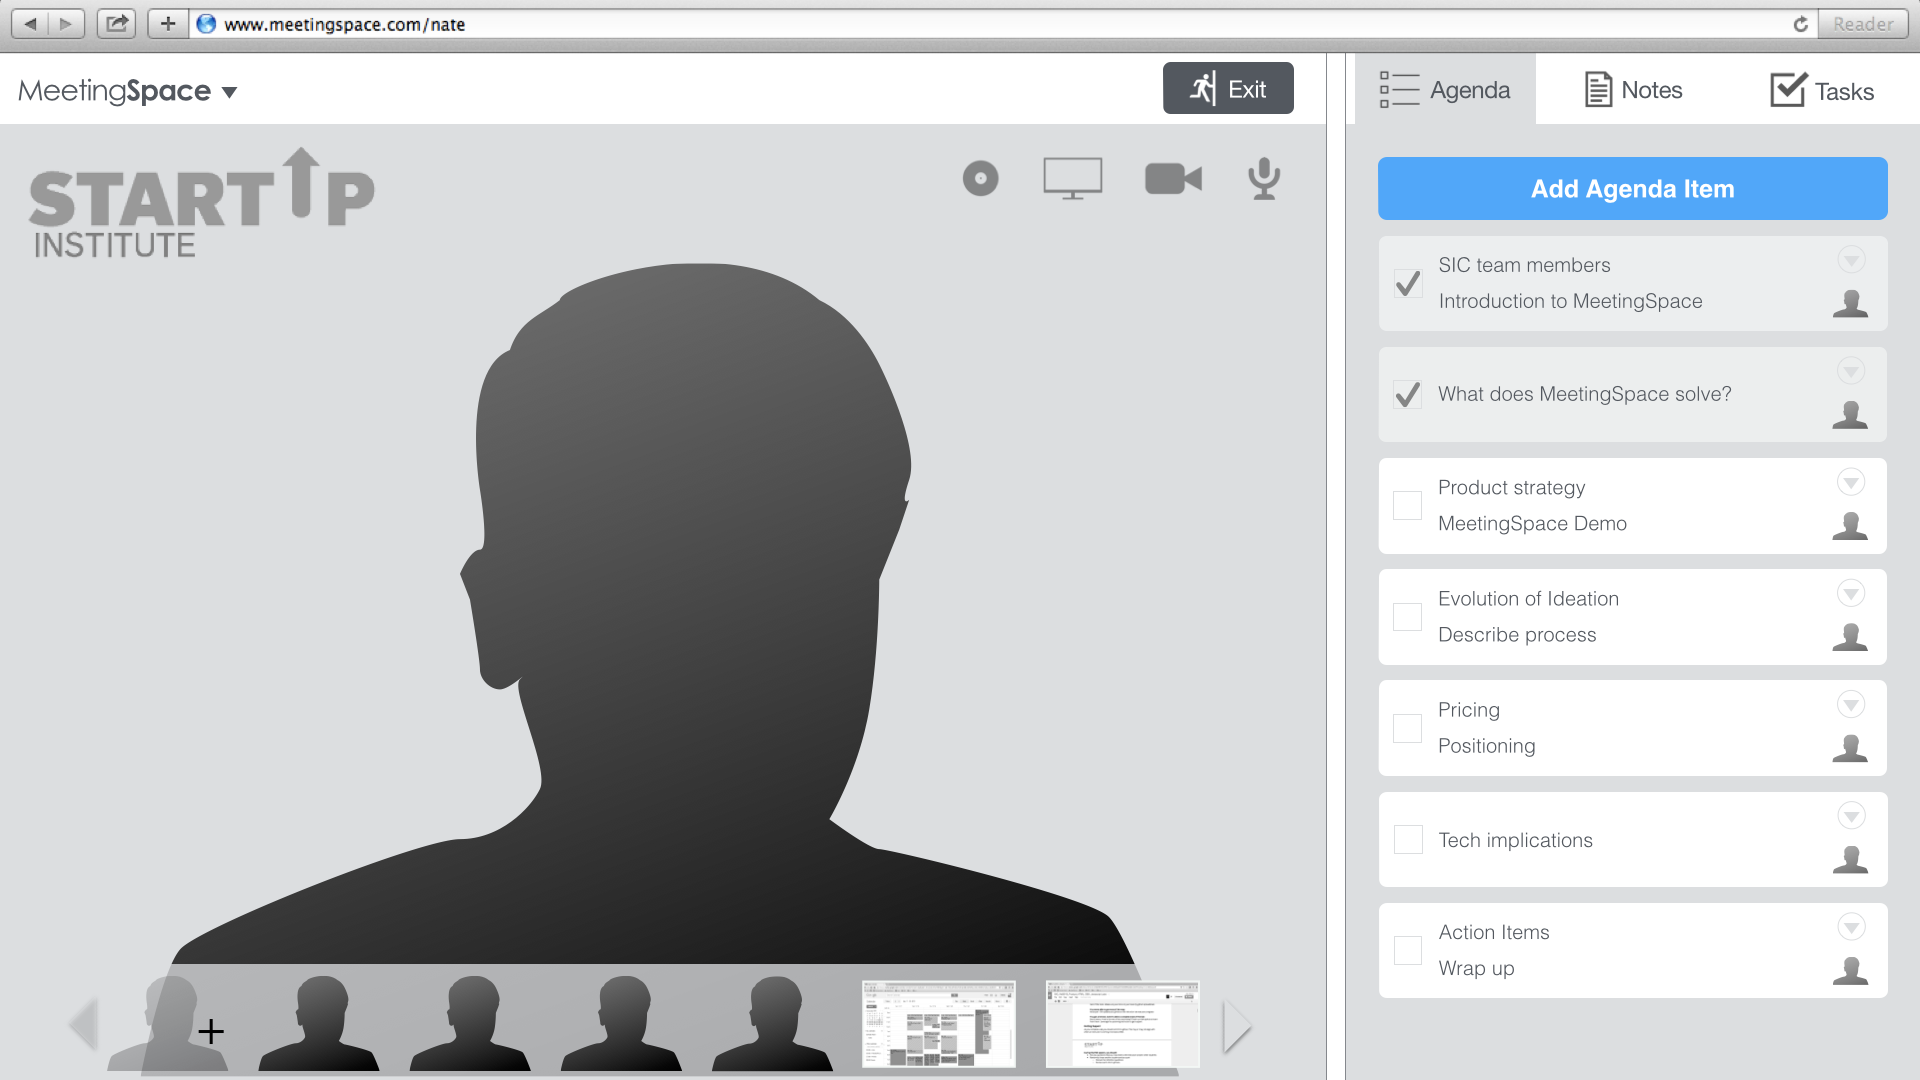 www.meetingspace.com/nate
Reader
MeetingSpace
Exit
Agenda
Notes
Tasks
STARTUP
INSTITUTE
Add Agenda Item
SIC team members
Introduction to MeetingSpace
What does MeetingSpace solve?
Product strategy
MeetingSpace Demo
Evolution of Ideation
Describe process
Pricing
Positioning
Tech implications
Action Items
Wrap up